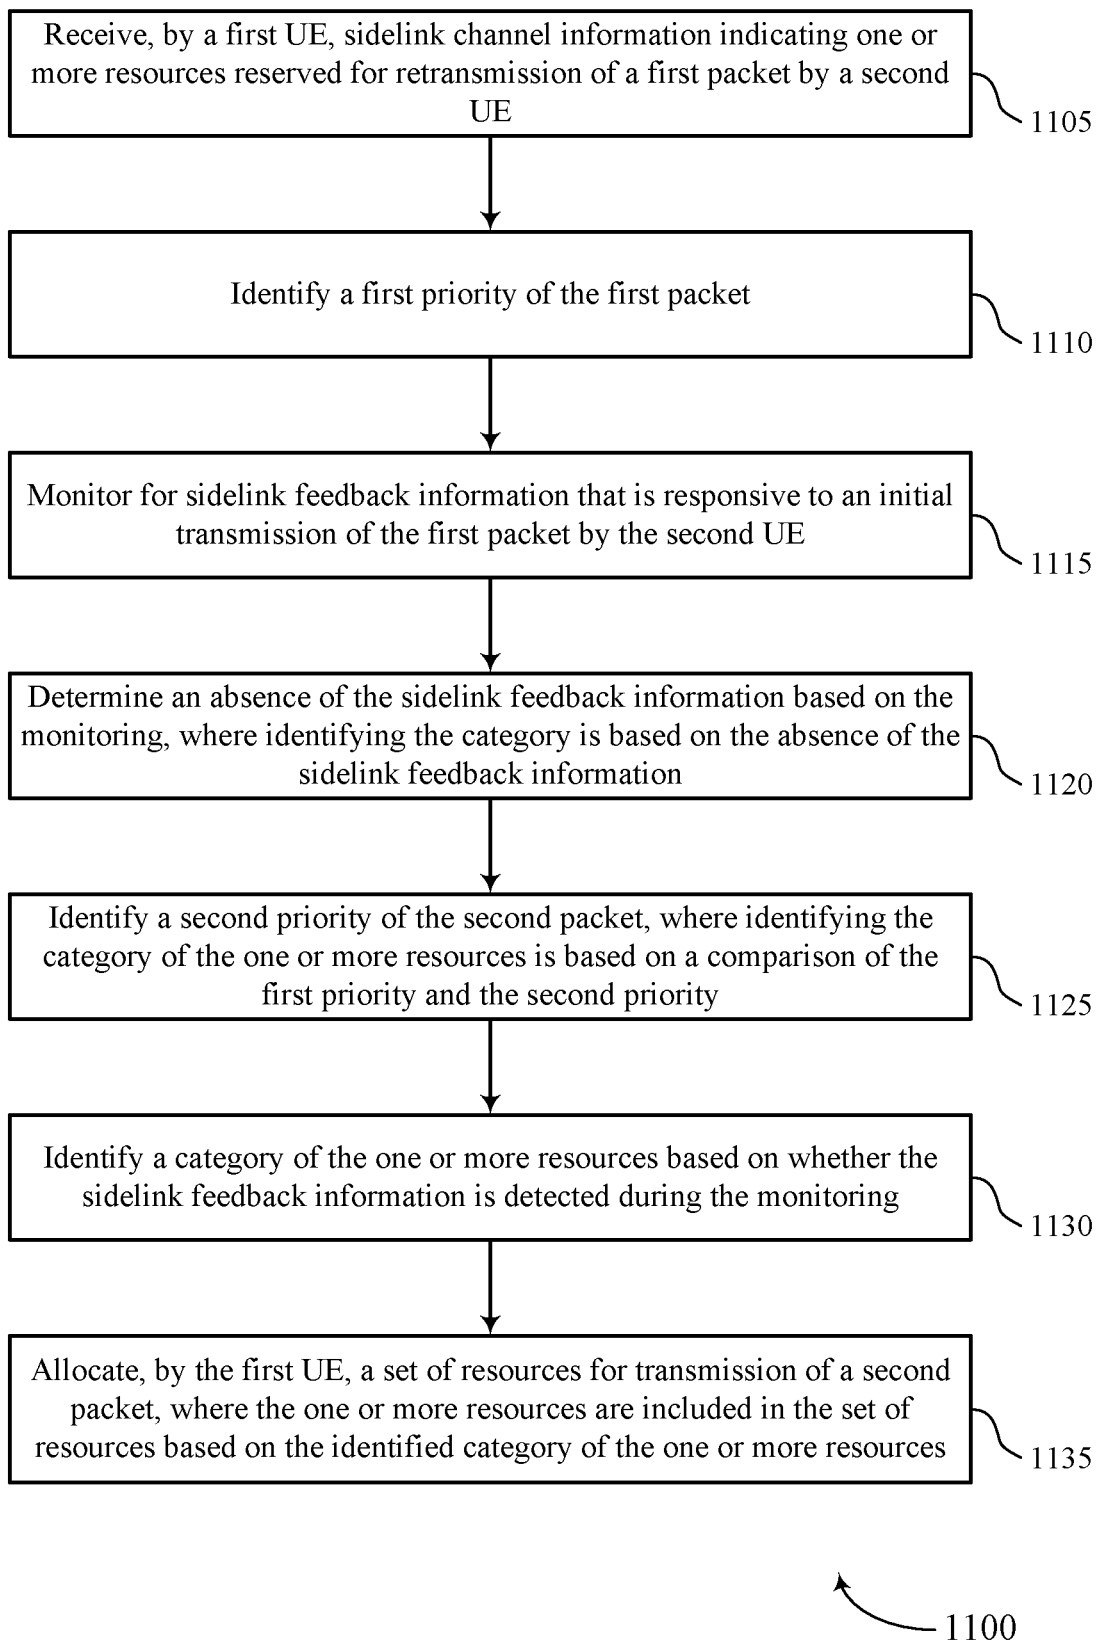 Receive, by a first UE, sidelink channel information indicating one or
more resources reserved for retransmission of a first packet by a second
UE
1105
Identify a first priority of the first packet
1110
Monitor for sidelink feedback information that is responsive to an initial
transmission of the first packet by the second UE
1115
Determine an absence of the sidelink feedback information based on the
monitoring, where identifying the category is based on the absence of the
sidelink feedback information
1120
Identify a second priority of the second packet, where identifying the
category of the one or more resources is based on a comparison of the
first priority and the second priority
1125
Identify a category of the one or more resources based on whether the
sidelink feedback information is detected during the monitoring
1130
Allocate, by the first UE, a set of resources for transmission of a second
packet, where the one or more resources are included in the set of
resources based on the identified category of the one or more resources
1135
1100